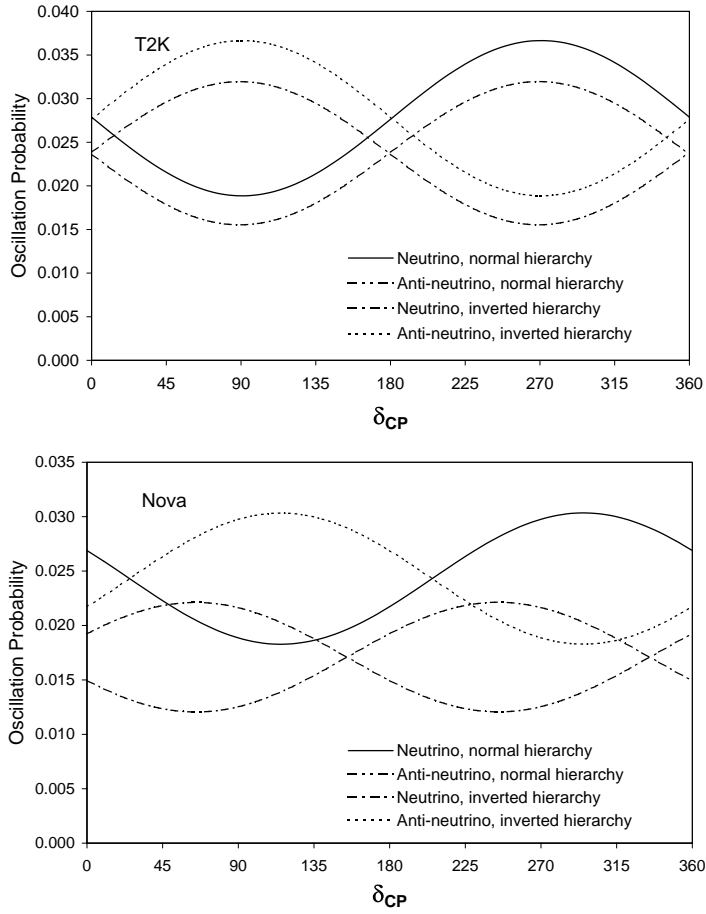 T2K
Oscillation Probability
0.040
0.035
0.030
0.025
0.020
0.015
0.010
0.005
0.000
Neutrino, normal hierarchy
Anti-neutrino, normal hierarchy
Neutrino, inverted hierarchy
Anti-neutrino, inverted hierarchy
0 45 90 135 180 225 270 315 360
δCP
Nova
Oscillation Probability
0.035
0.030
0.025
0.020
0.015
0.010
0.005
0.000
Neutrino, normal hierarchy
Anti-neutrino, normal hierarchy
Neutrino, inverted hierarchy
Anti-neutrino, inverted hierarchy
0 45 90 135 180 225 270 315 360
δCP